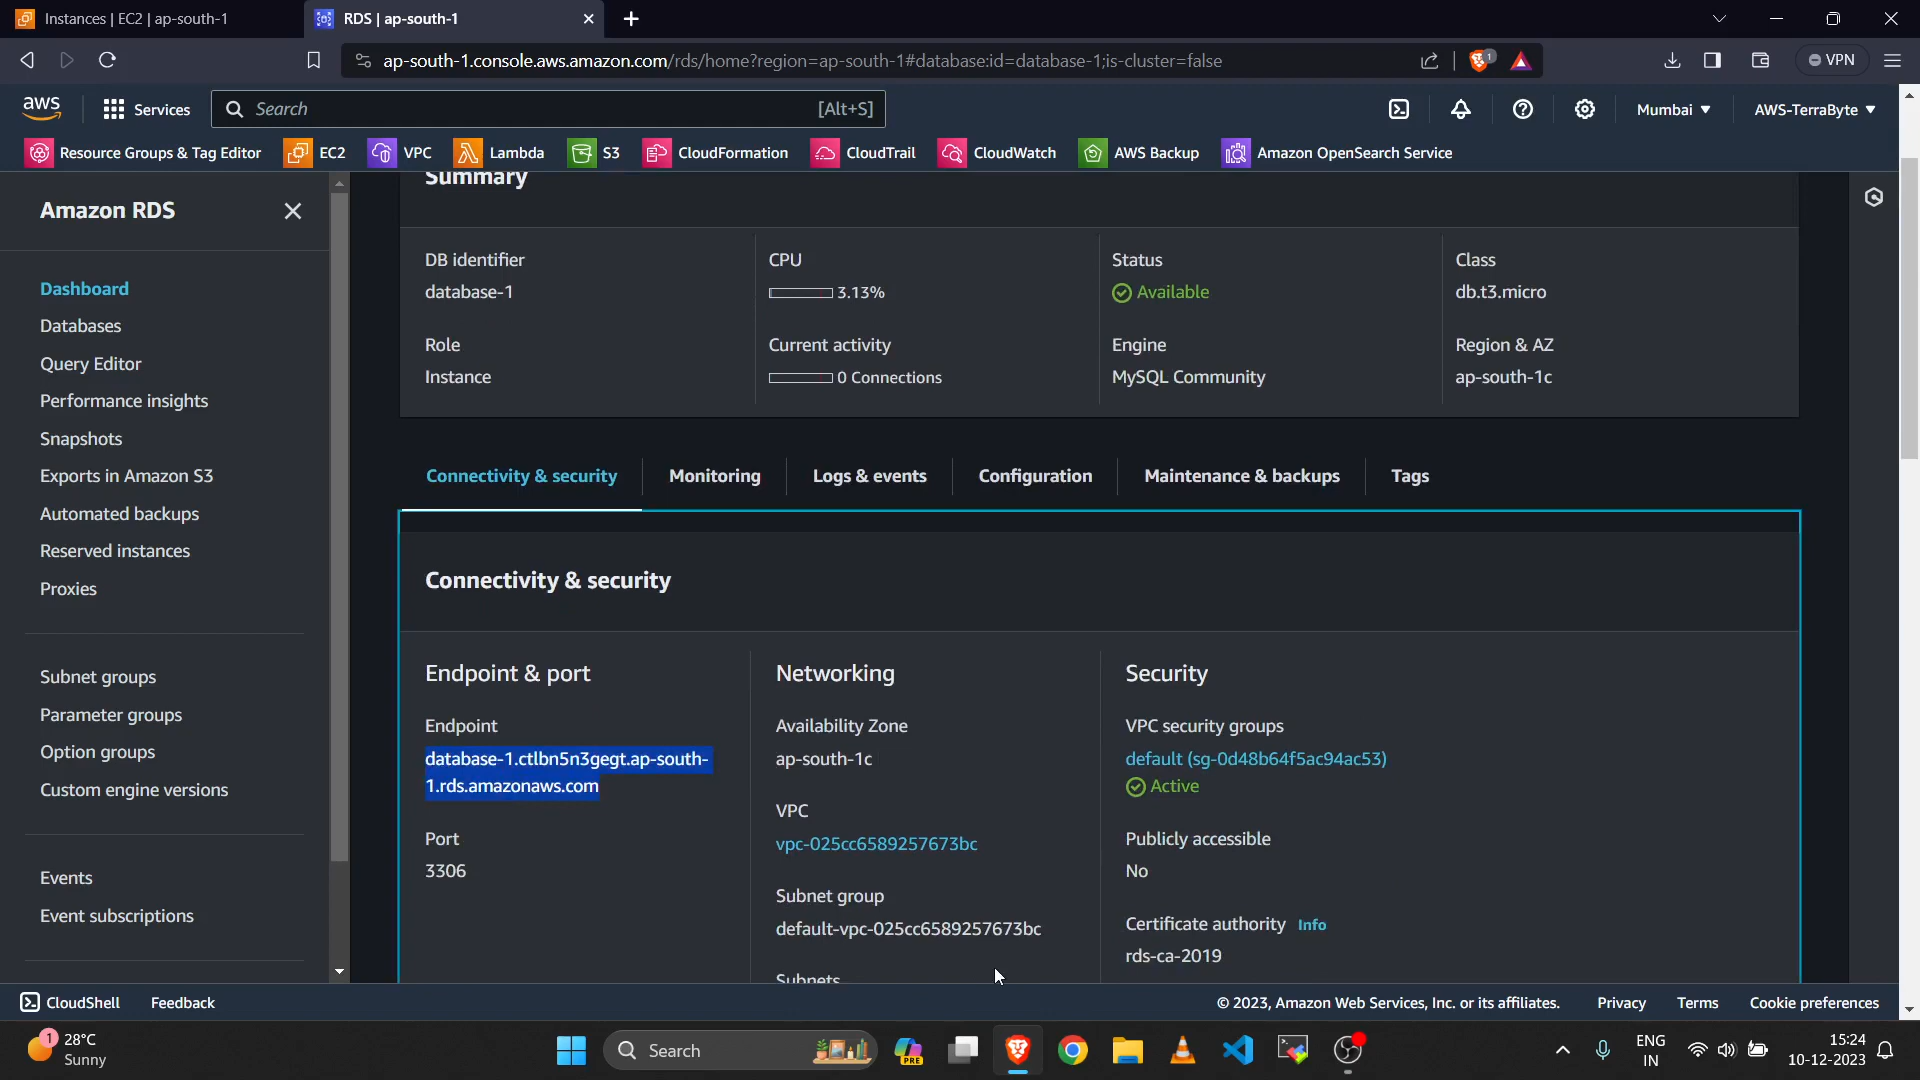 Instances | EC2 | ap-south-1
RDS | ap-south-1
ap-south-1.console.aws.amazon.com/rds/home?region=ap-south-1#database:id=database-1;is-cluster=false
1
VPN
aws
Services
Search
[Alt+S]
Mumbai
AWS-TerraByte
Resource Groups & Tag Editor
EC2
VPC
Lambda
S3
CloudFormation
CloudTrail
CloudWatch
AWS Backup
Amazon OpenSearch Service
Amazon RDS
Dashboard
Databases
Query Editor
Performance insights
Snapshots
Exports in Amazon S3
Automated backups
Reserved instances
Proxies
Subnet groups
Parameter groups
Option groups
Custom engine versions
Events
Event subscriptions
Summary
DB identifier
database-1
CPU
3.13%
Status
Available
Class
db.t3.micro
Role
Instance
Current activity
0 Connections
Engine
MySQL Community
Region & AZ
ap-south-1c
Connectivity & security
Monitoring
Logs & events
Configuration
Maintenance & backups
Tags
Connectivity & security
Endpoint & port
Endpoint
database-1.ctlbn5n3gegt.ap-south-
1.rds.amazonaws.com
Port
3306
Networking
Availability Zone
ap-south-1c
VPC
vpc-025cc6589257673bc
Subnet group
default-vpc-025cc6589257673bc
Subnets
Security
VPC security groups
default (sg-0d48b64f5ac94ac53)
Active
Publicly accessible
No
Certificate authority Info
rds-ca-2019
CloudShell
Feedback
© 2023, Amazon Web Services, Inc. or its affiliates.
Privacy
Terms
Cookie preferences
1
28°C
Sunny
Search
PRE
ENG
IN
15:24
10-12-2023